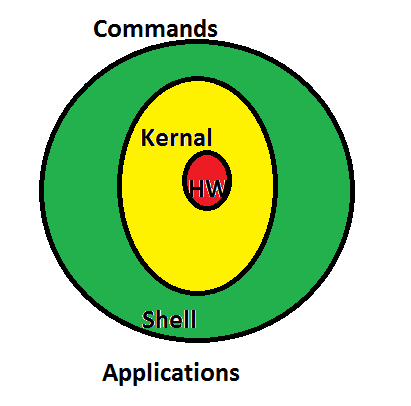 Commands
Kernal
HW
Shell
Applications